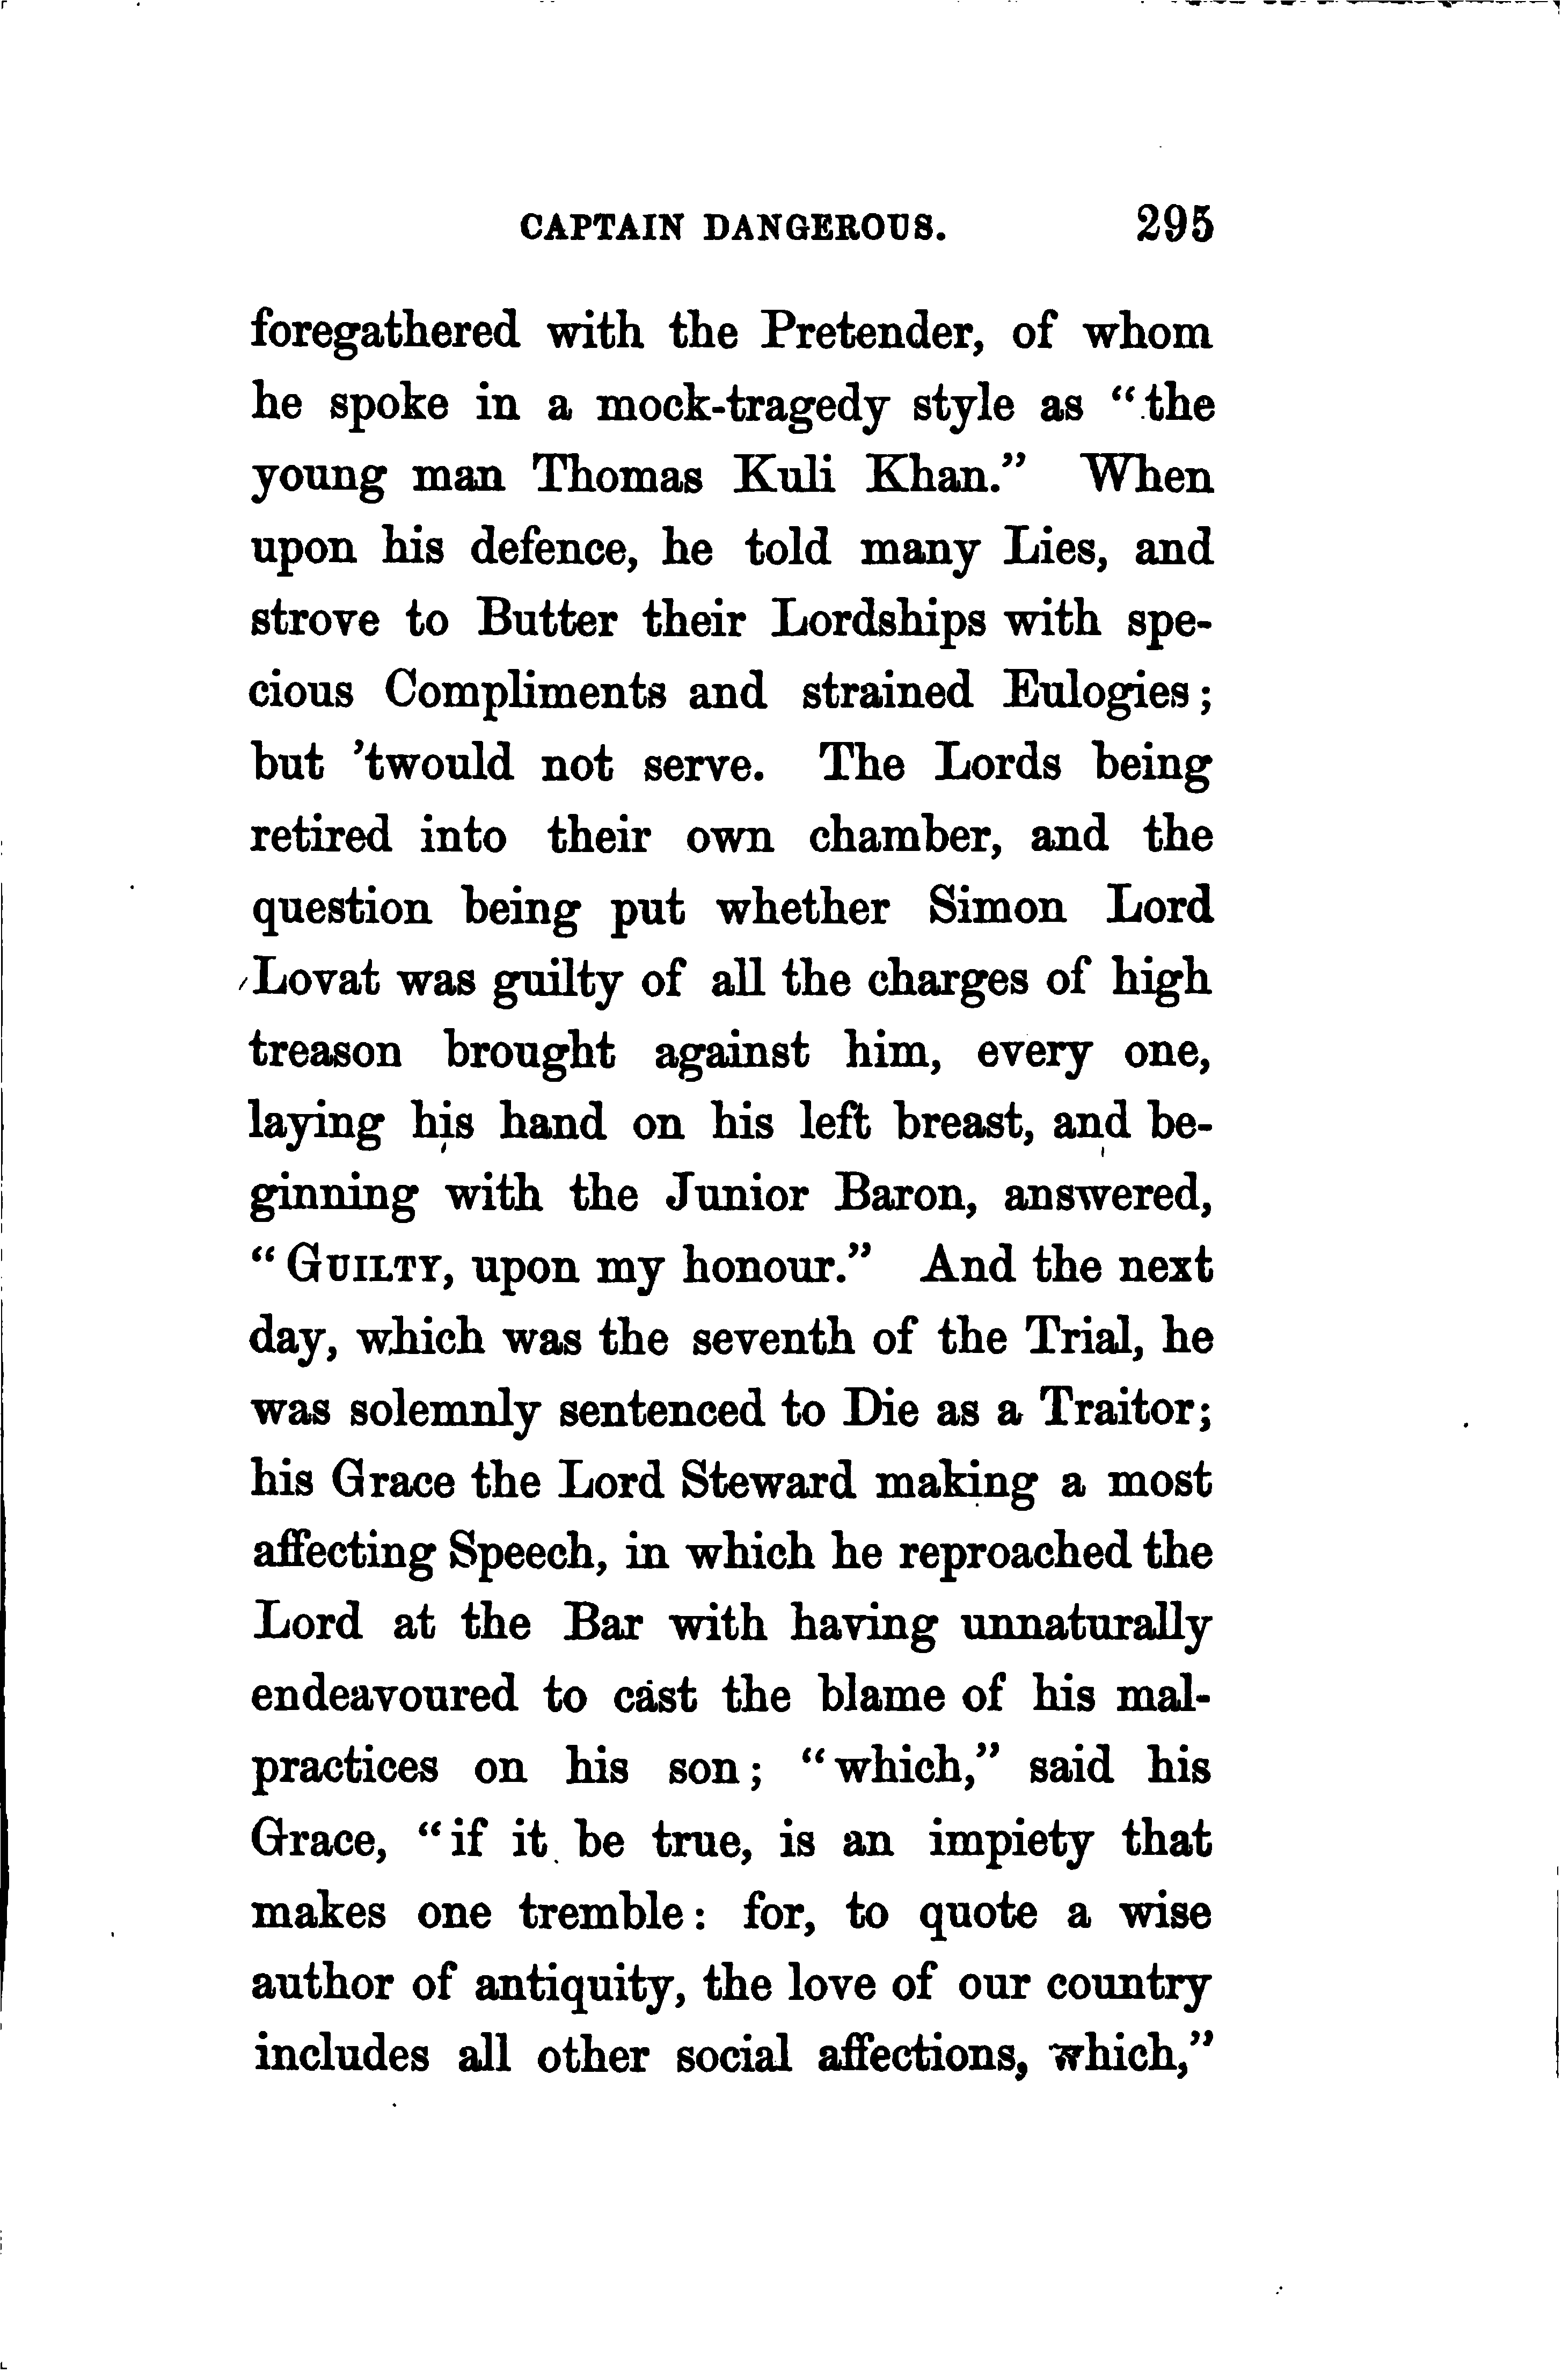 CAPTAIN DANGEROUS. 295
foregathered with the Pretender, of whom
he spoke in a mock-tragedy style as “the
young man Thomas Kuli Khan.” When
upon his defence, he told many Lies, and
strove to Butter their Lordships with spe-
cious Compliments and strained Eulogies;
but ’twould not serve. The Lords being
retired into their own chamber, and the
question being put whether Simon Lord
Lovat was guilty of all the charges of high
treason brought against him, every one,
laying his hand on his left breast, and be-
ginning with the Junior Baron, answered,
“GUILTY, upon my honour.” And the next
day, which was the seventh of the Trial, he
was solemnly sentenced to Die as a Traitor;
his Grace the Lord Steward making a most
affecting Speech, in which he reproached the
Lord at the Bar with having unnaturally
endeavoured to cast the blame of his mal-
practices on his son; “which,” said his
Grace, “if it be true, is an impiety that
makes one tremble: for, to quote a wise
author of antiquity, the love of our country
includes all other social affections, which,”